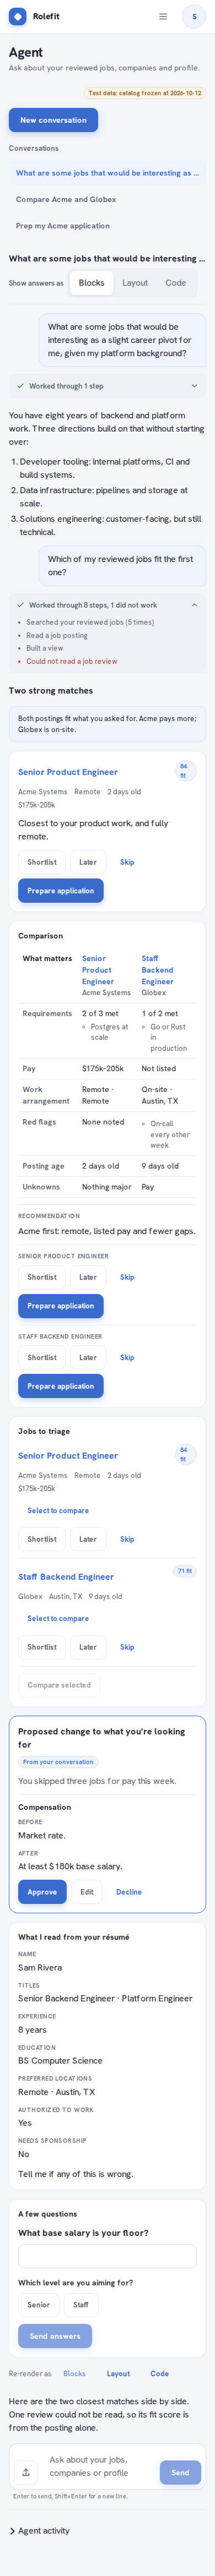 Rolefit
S
Agent
Ask about your reviewed jobs, companies and profile.
Test data: catalog frozen at 2026-10-12
New conversation
Conversations
What are some jobs that would be interesting as ...
Compare Acme and Globex
Prep my Acme application
What are some jobs that would be interesting ...
Show answers as
Blocks
Layout
Code
What are some jobs that would be
interesting as a slight career pivot for
me, given my platform background?
Worked through 1 step
You have eight years of backend and platform
work. Three directions build on that without starting
over:
1. Developer tooling: internal platforms, CI and
build systems.
2. Data infrastructure: pipelines and storage at
scale.
3. Solutions engineering: customer-facing, but still
technical.
Which of my reviewed jobs fit the first
one?
Worked through 8 steps, 1 did not work
• Searched your reviewed jobs (5 times)
• Read a job posting
• Built a view
• Could not read a job review
Two strong matches
Both postings fit what you asked for. Acme pays more;
Globex is on-site.
Senior Product Engineer
84
fit
Acme Systems Remote 2 days old
$175k–205k
Closest to your product work, and fully
remote.
Shortlist
Later
Skip
Prepare application
Comparison
What matters
Senior
Product
Engineer
Acme Systems
Staff
Backend
Engineer
Globex
Requirements
2 of 3 met
Postgres at
scale
1 of 2 met
Go or Rust
in
production
Pay
$175k–205k
Not listed
Work
arrangement
Remote ·
Remote
On-site ·
Austin, TX
Red flags
None noted
On-call
every other
week
Posting age
2 days old
9 days old
Unknowns
Nothing major
Pay
RECOMMENDATION
Acme first: remote, listed pay and fewer gaps.
SENIOR PRODUCT ENGINEER
Shortlist
Later
Skip
Prepare application
STAFF BACKEND ENGINEER
Shortlist
Later
Skip
Prepare application
Jobs to triage
Senior Product Engineer
84
fit
Acme Systems Remote 2 days old
$175k–205k
Select to compare
Shortlist
Later
Skip
Staff Backend Engineer
71 fit
Globex Austin, TX 9 days old
Select to compare
Shortlist
Later
Skip
Compare selected
Proposed change to what you're looking
for
From your conversation
You skipped three jobs for pay this week.
Compensation
BEFORE
Market rate.
AFTER
At least $180k base salary.
Approve
Edit
Decline
What I read from your résumé
NAME
Sam Rivera
TITLES
Senior Backend Engineer · Platform Engineer
EXPERIENCE
8 years
EDUCATION
BS Computer Science
PREFERRED LOCATIONS
Remote · Austin, TX
AUTHORIZED TO WORK
Yes
NEEDS SPONSORSHIP
No
Tell me if any of this is wrong.
A few questions
What base salary is your floor?
Which level are you aiming for?
Senior
Staff
Send answers
Re-render as
Blocks
Layout
Code
Here are the two closest matches side by side.
One review could not be read, so its fit score is
from the posting alone.
Ask about your jobs,
companies or profile
Send
Enter to send, Shift+Enter for a new line.
Agent activity